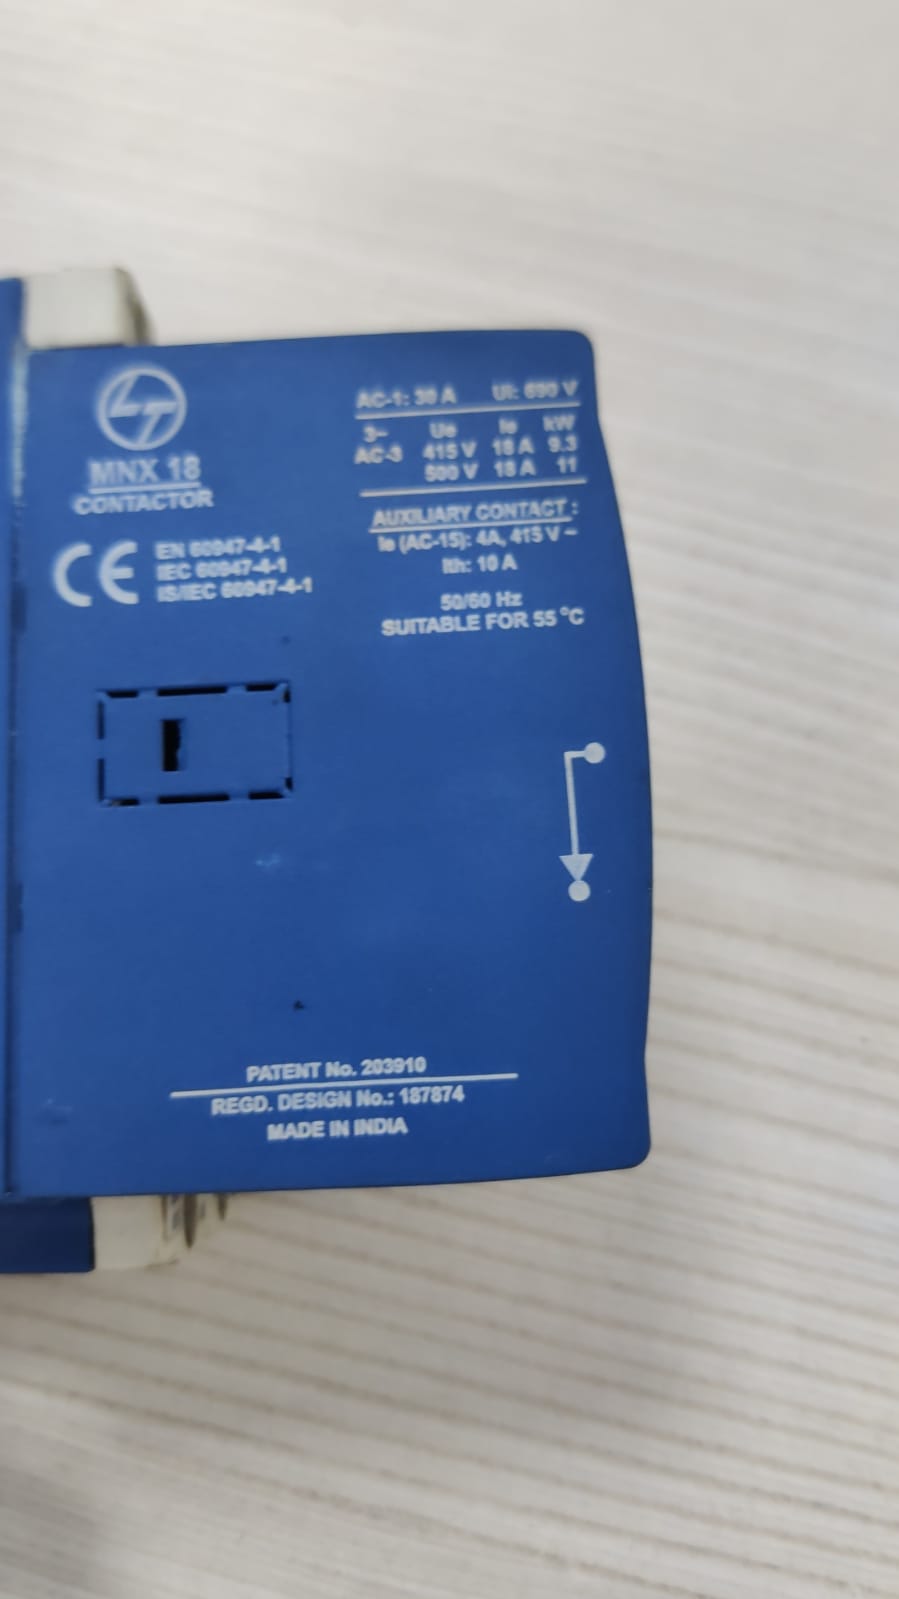 LT
MNX 18
CONTACTOR
CE
EN 60947-4-1
IEC 60947-4-1
IS/IEC 60947-4-1
AC-1: 30 A Ui: 690 V
3~ Ue Ie kW
AC-3 415 V 18 A 9.3
500 V 18 A 11
AUXILIARY CONTACT :
Ie (AC-15): 4A, 415 V ~
Ith: 10 A
50/60 Hz
SUITABLE FOR 55 °C
PATENT No. 203910
REGD. DESIGN No.: 187874
MADE IN INDIA